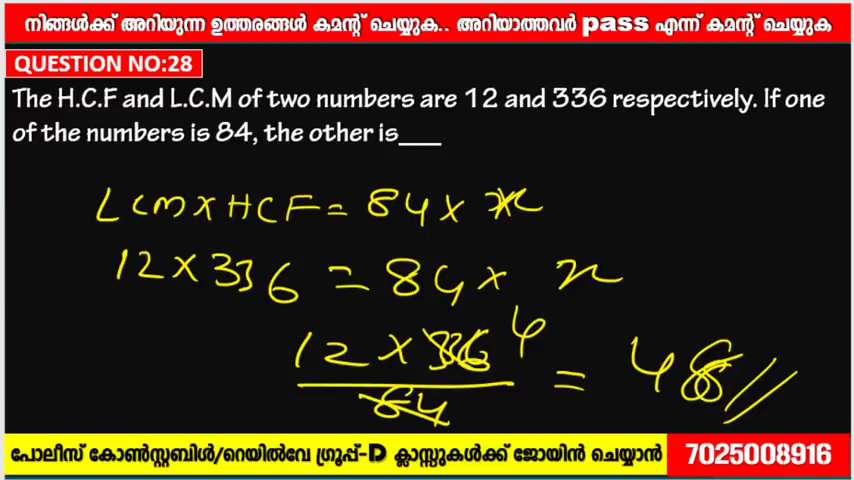 നിങ്ങൾക്ക് അറിയുന്ന ഉത്തരങ്ങൾ കമന്റ് ചെയ്യുക.. അറിയാത്തവർ pass എന്ന് കമന്റ് ചെയ്യുക
QUESTION NO:28
The H.C.F and L.C.M of two numbers are 12 and 336 respectively. If one
of the numbers is 84, the other is___
LCM X HCF = 84 x x
12 x 336 = 84 x x
12 x 336 4
84
= 48 //
പോലീസ് കോൺസ്റ്റബിൾ/റെയിൽവേ ഗ്രൂപ്പ്-D ക്ലാസ്സുകൾക്ക് ജോയിൻ ചെയ്യാൻ 7025008916